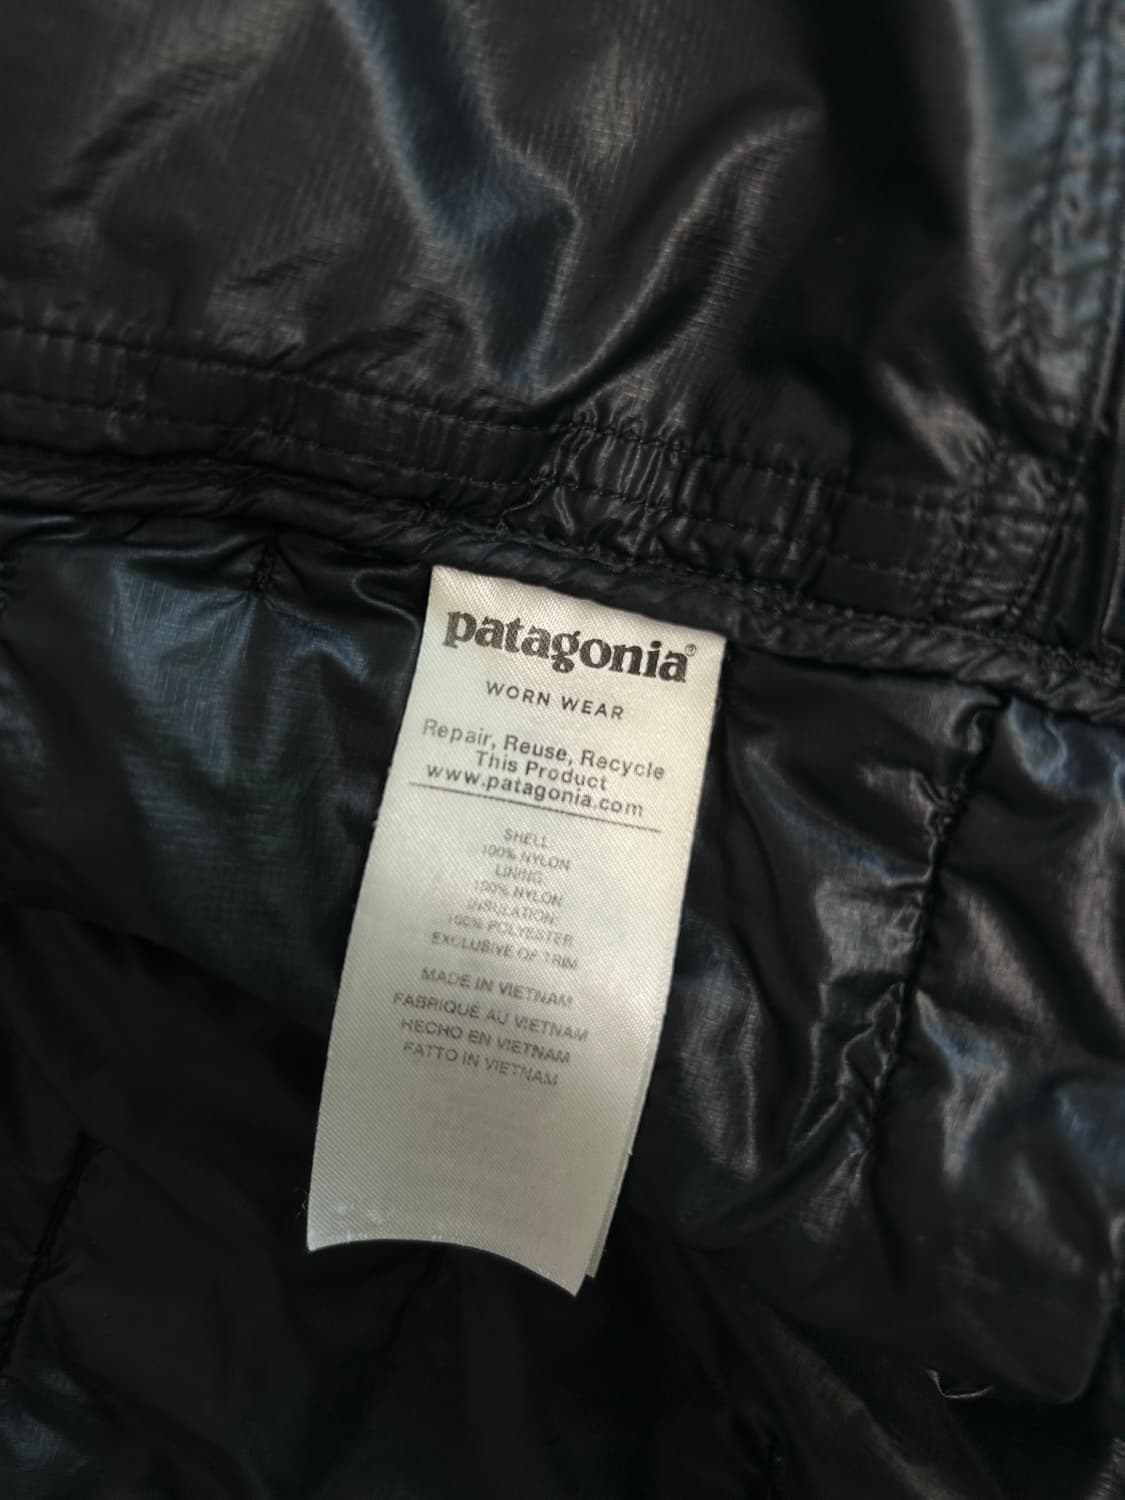 patagonia®
WORN WEAR
Repair, Reuse, Recycle
This Product
www.patagonia.com
SHELL:
100% NYLON
LINING:
100% NYLON
INSULATION:
100% POLYESTER
EXCLUSIVE OF TRIM
MADE IN VIETNAM
FABRIQUÉ AU VIETNAM
HECHO EN VIETNAM
FATTO IN VIETNAM